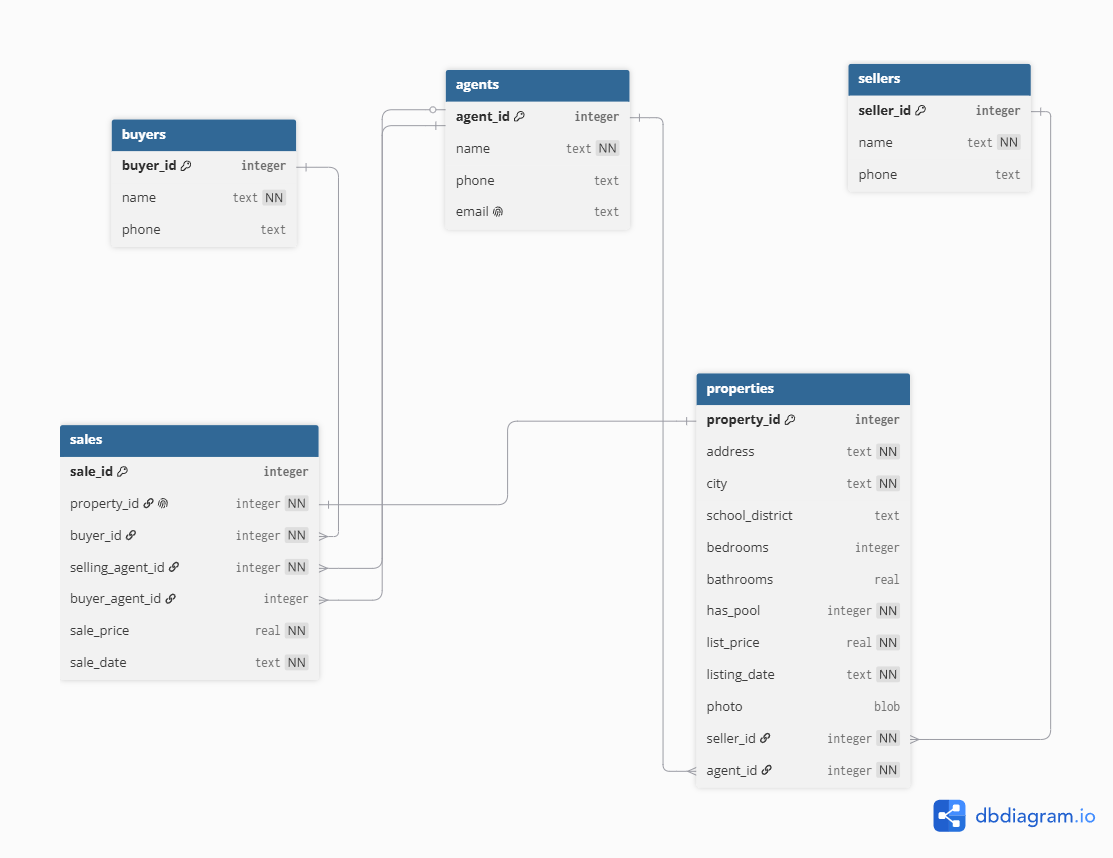 agents
agent_id integer
name text NN
phone text
email text
sellers
seller_id integer
name text NN
phone text
buyers
buyer_id integer
name text NN
phone text
properties
property_id integer
address text NN
city text NN
school_district text
bedrooms integer
bathrooms real
has_pool integer NN
list_price real NN
listing_date text NN
photo blob
seller_id integer NN
agent_id integer NN
sales
sale_id integer
property_id integer NN
buyer_id integer NN
selling_agent_id integer NN
buyer_agent_id integer
sale_price real NN
sale_date text NN
dbdiagram.io